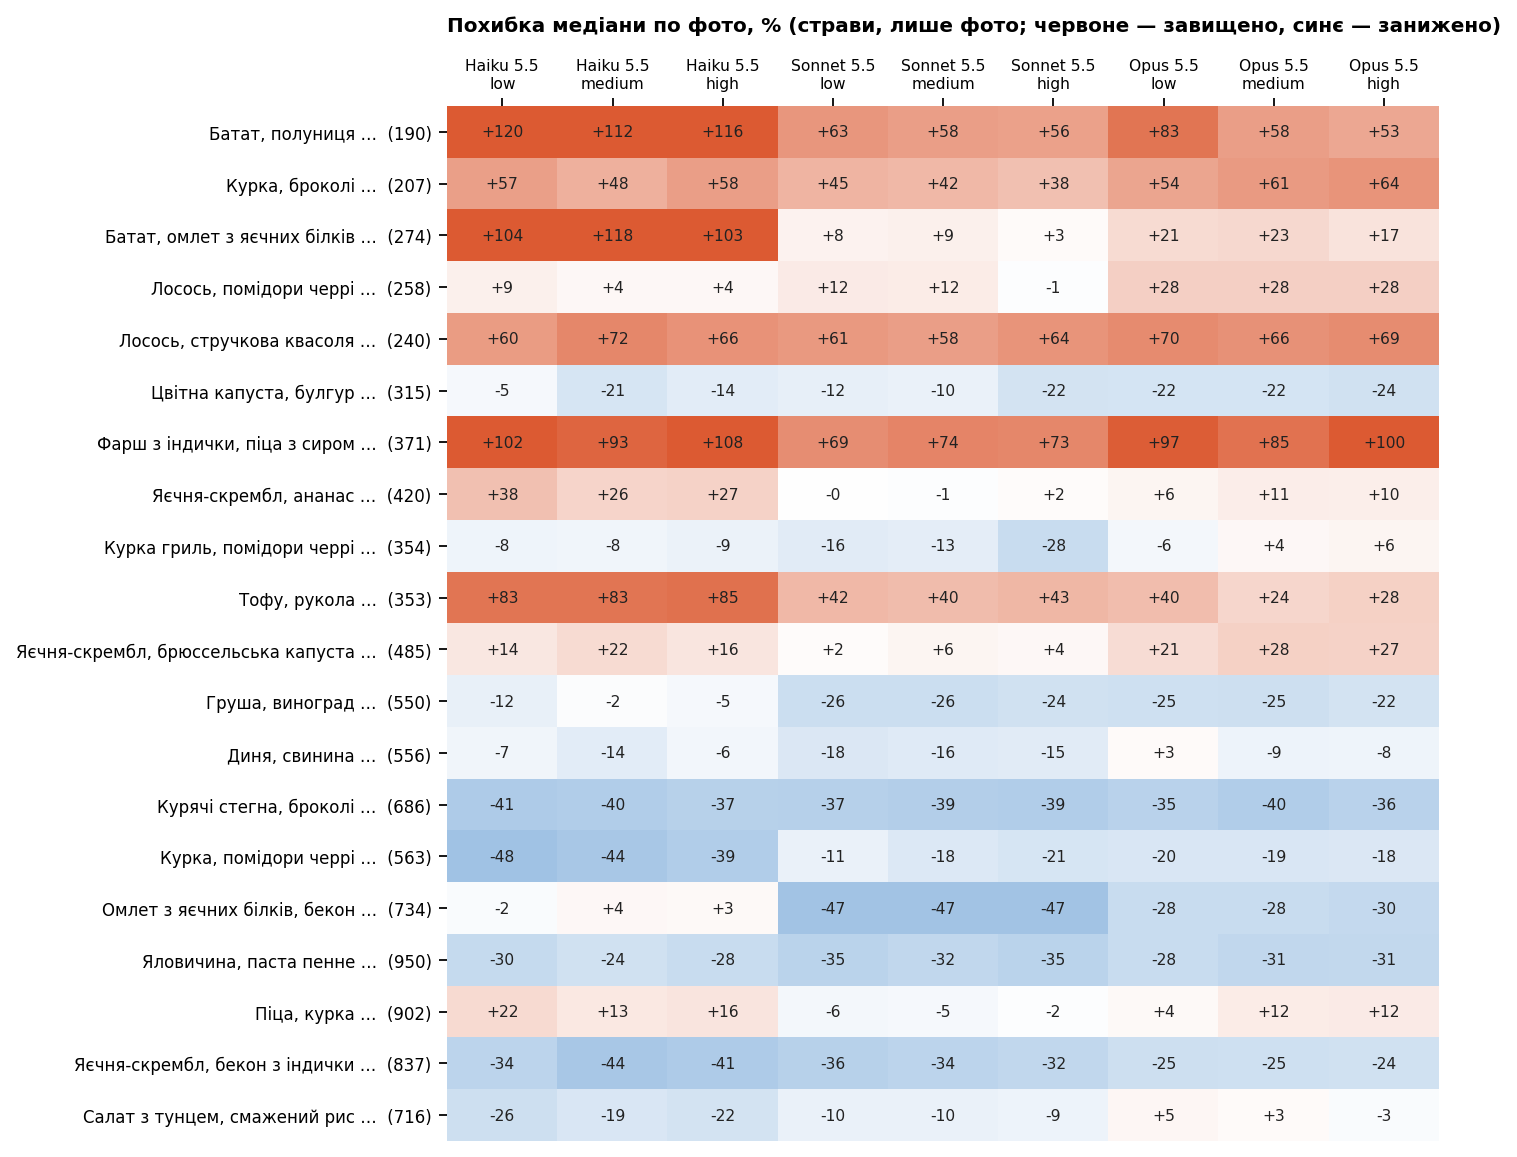 Похибка медіани по фото, % (страви, лише фото; червоне — завищено, синє — занижено)
Haiku 5.5 Haiku 5.5 Haiku 5.5 Sonnet 5.5 Sonnet 5.5 Sonnet 5.5 Opus 5.5 Opus 5.5 Opus 5.5
low medium high low medium high low medium high
Батат, полуниця ... (190) +120 +112 +116 +63 +58 +56 +83 +58 +53
Курка, броколі ... (207) +57 +48 +58 +45 +42 +38 +54 +61 +64
Батат, омлет з яєчних білків ... (274) +104 +118 +103 +8 +9 +3 +21 +23 +17
Лосось, помідори черрі ... (258) +9 +4 +4 +12 +12 -1 +28 +28 +28
Лосось, стручкова квасоля ... (240) +60 +72 +66 +61 +58 +64 +70 +66 +69
Цвітна капуста, булгур ... (315) -5 -21 -14 -12 -10 -22 -22 -22 -24
Фарш з індички, піца з сиром ... (371) +102 +93 +108 +69 +74 +73 +97 +85 +100
Яєчня-скрембл, ананас ... (420) +38 +26 +27 -0 -1 +2 +6 +11 +10
Курка гриль, помідори черрі ... (354) -8 -8 -9 -16 -13 -28 -6 +4 +6
Тофу, рукола ... (353) +83 +83 +85 +42 +40 +43 +40 +24 +28
Яєчня-скрембл, брюссельська капуста ... (485) +14 +22 +16 +2 +6 +4 +21 +28 +27
Груша, виноград ... (550) -12 -2 -5 -26 -26 -24 -25 -25 -22
Диня, свинина ... (556) -7 -14 -6 -18 -16 -15 +3 -9 -8
Курячі стегна, броколі ... (686) -41 -40 -37 -37 -39 -39 -35 -40 -36
Курка, помідори черрі ... (563) -48 -44 -39 -11 -18 -21 -20 -19 -18
Омлет з яєчних білків, бекон ... (734) -2 +4 +3 -47 -47 -47 -28 -28 -30
Яловичина, паста пенне ... (950) -30 -24 -28 -35 -32 -35 -28 -31 -31
Піца, курка ... (902) +22 +13 +16 -6 -5 -2 +4 +12 +12
Яєчня-скрембл, бекон з індички ... (837) -34 -44 -41 -36 -34 -32 -25 -25 -24
Салат з тунцем, смажений рис ... (716) -26 -19 -22 -10 -10 -9 +5 +3 -3